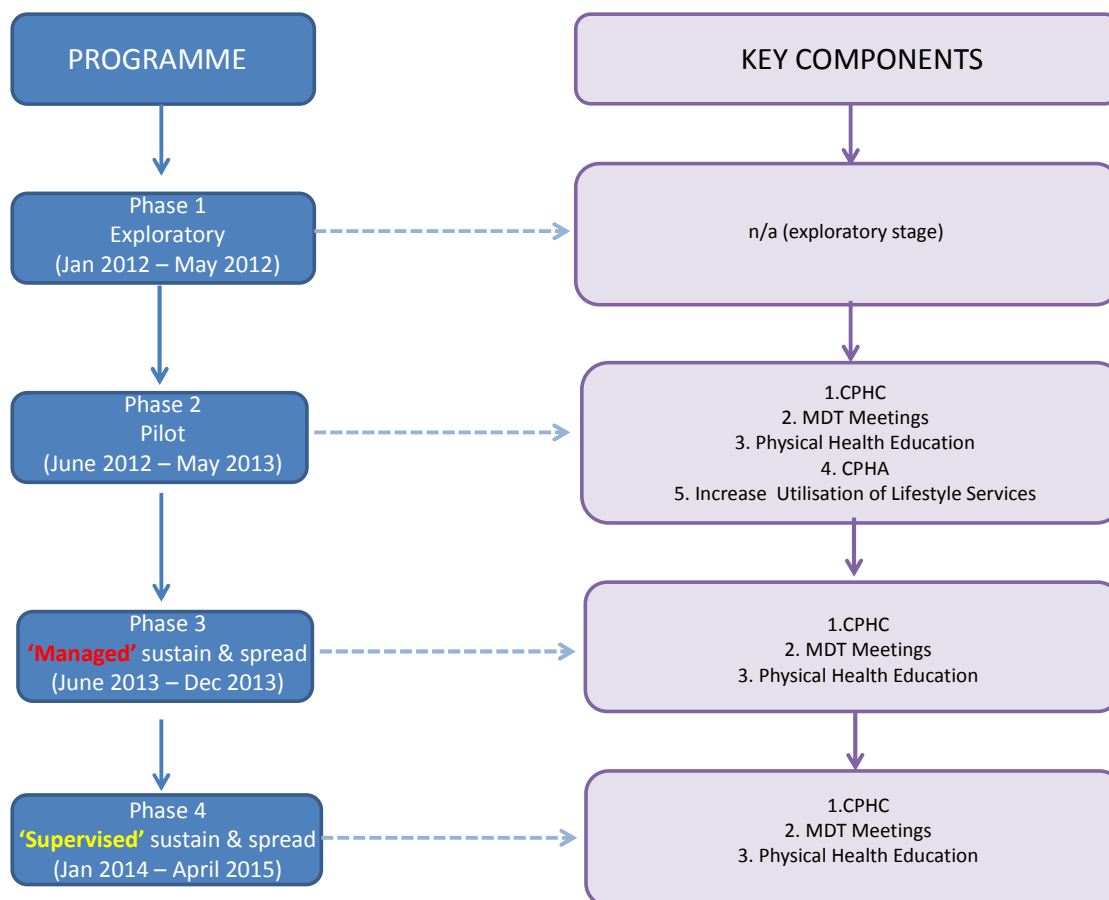 PROGRAMME
KEY COMPONENTS
Phase 1
Exploratory
(Jan 2012 – May 2012)
n/a (exploratory stage)
Phase 2
Pilot
(June 2012 – May 2013)
1.CPHC
2. MDT Meetings
3. Physical Health Education
4. CPHA
5. Increase Utilisation of Lifestyle Services
Phase 3
‘Managed’ sustain & spread
(June 2013 – Dec 2013)
1.CPHC
2. MDT Meetings
3. Physical Health Education
Phase 4
‘Supervised’ sustain & spread
(Jan 2014 – April 2015)
1.CPHC
2. MDT Meetings
3. Physical Health Education